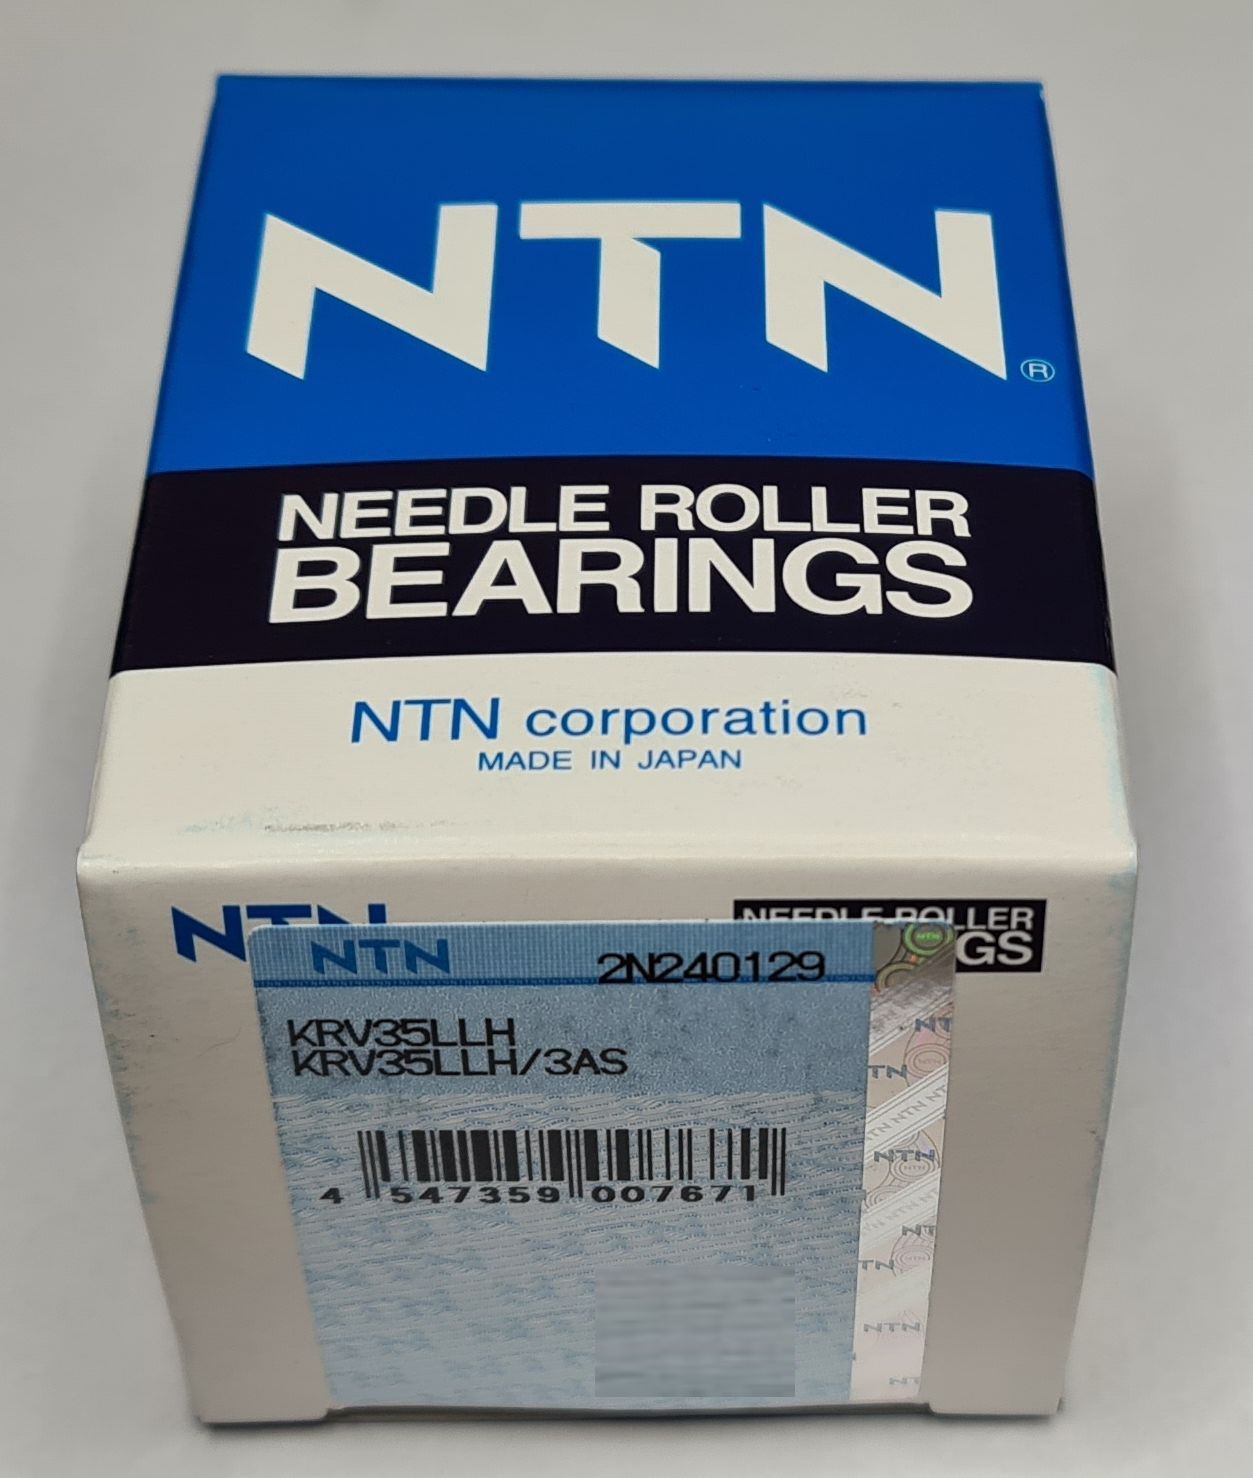 NTN
®
NEEDLE ROLLER
BEARINGS
NTN corporation
MADE IN JAPAN
NTN
NEEDLE ROLLER
GS
NTN 2N240129
KRV35LLH
KRV35LLH/3AS
4 547359 007671